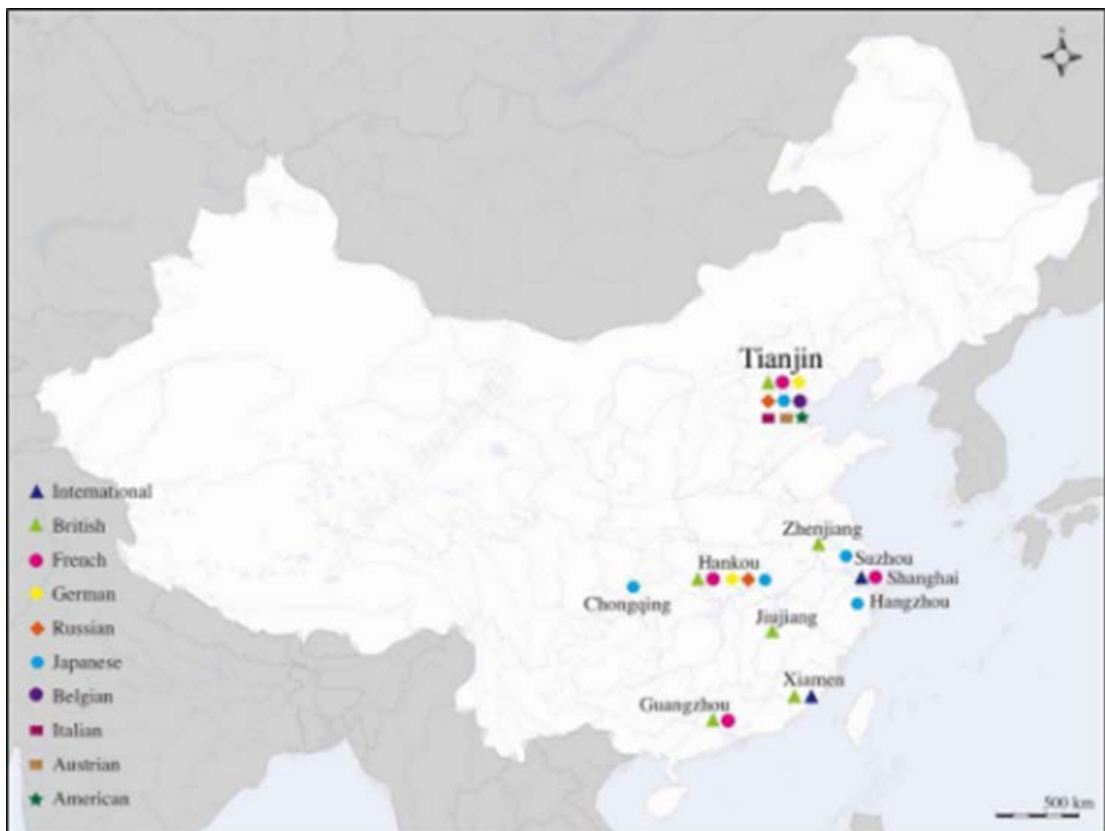 N
Tianjin
International
British
French
German
Russian
Japanese
Belgian
Italian
Austrian
American
Zhenjiang
Suzhou
Hankou
Shanghai
Chongqing
Hangzhou
Jiujiang
Xiamen
Guangzhou
500 km